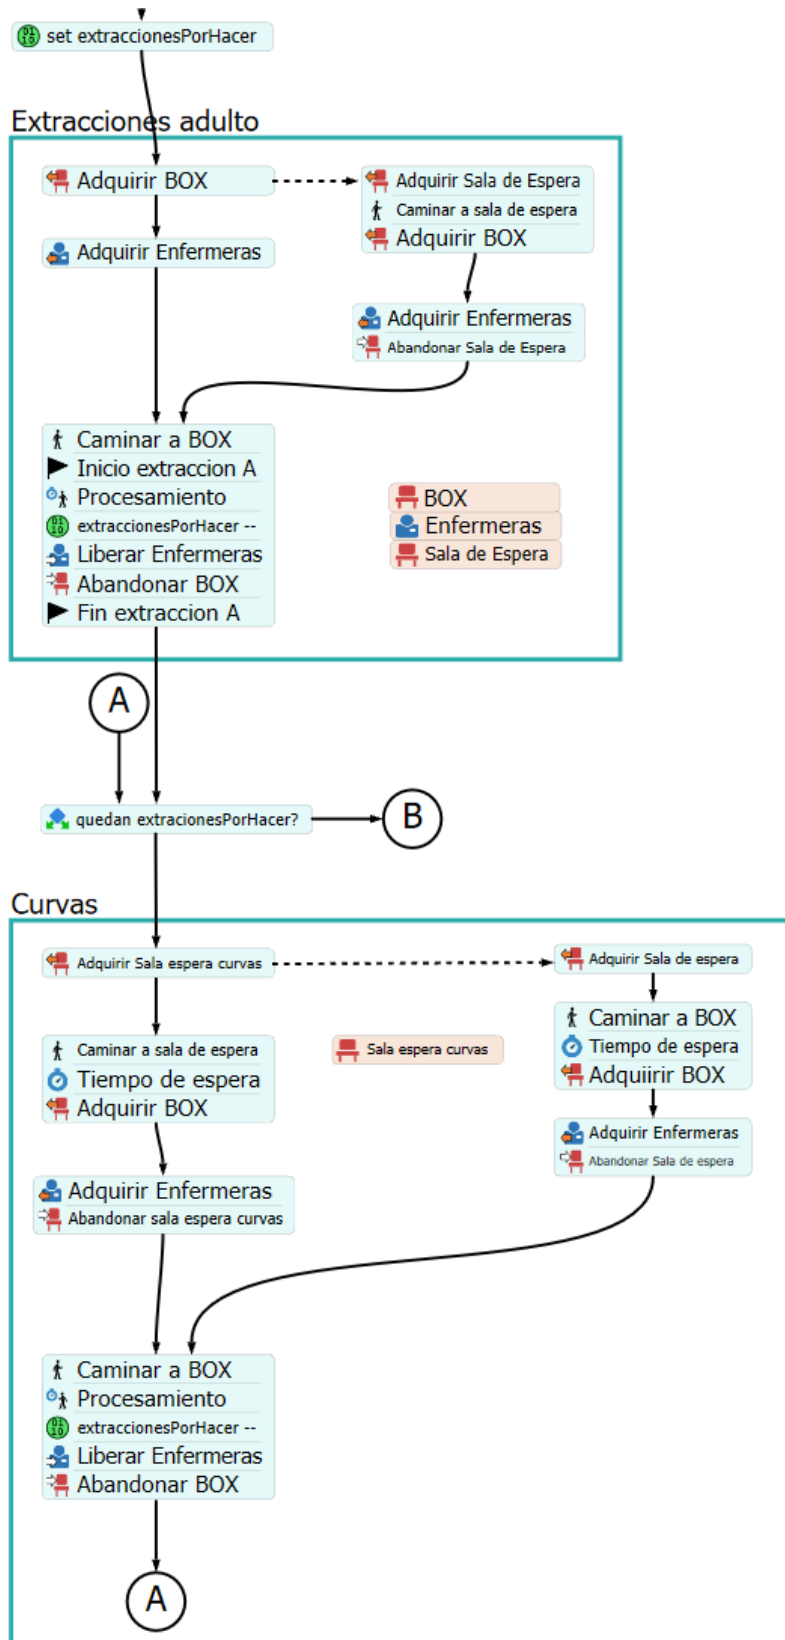 set extraccionesPorHacer
Extracciones adulto
Adquirir BOX
Adquirir Sala de Espera
Caminar a sala de espera
Adquirir BOX
Adquirir Enfermeras
Adquirir Enfermeras
Abandonar Sala de Espera
Caminar a BOX
Inicio extraccion A
Procesamiento
extraccionesPorHacer --
Liberar Enfermeras
Abandonar BOX
Fin extraccion A
BOX
Enfermeras
Sala de Espera
A
quedan extracionesPorHacer?
B
Curvas
Adquirir Sala espera curvas
Adquirir Sala de espera
Caminar a sala de espera
Tiempo de espera
Adquirir BOX
Sala espera curvas
Caminar a BOX
Tiempo de espera
Adquiirir BOX
Adquirir Enfermeras
Abandonar Sala de espera
Adquirir Enfermeras
Abandonar sala espera curvas
Caminar a BOX
Procesamiento
extraccionesPorHacer --
Liberar Enfermeras
Abandonar BOX
A